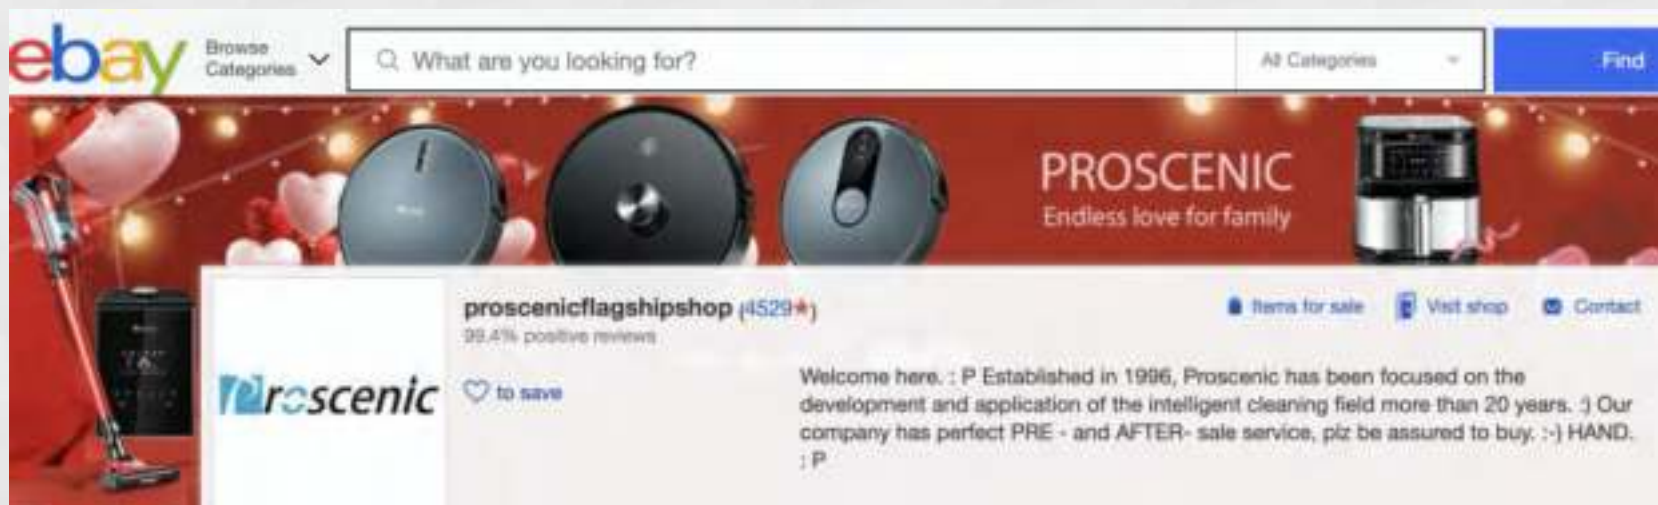 ebay
Browse
Categories
What are you looking for?
All Categories
Find
PROSCENIC
Endless love for family
proscenicflagshipshop (4529★)
99.4% positive reviews
Items for sale
Visit shop
Contact
Proscenic
to save
Welcome here. : P Established in 1996, Proscenic has been focused on the
development and application of the intelligent cleaning field more than 20 years. :) Our
company has perfect PRE - and AFTER- sale service, plz be assured to buy. :-) HAND.
: P